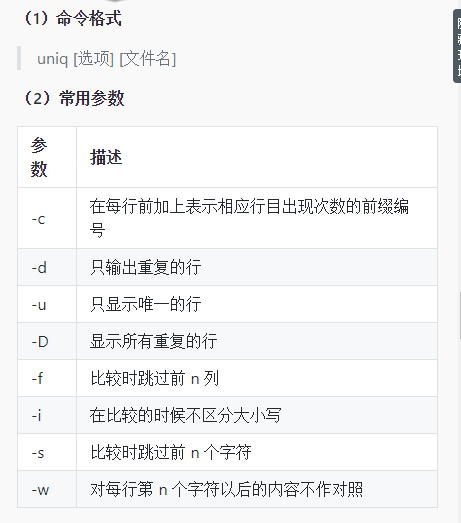 （1）命令格式
uniq [选项] [文件名]
（2）常用参数
参
数
描述
-c
在每行前加上表示相应行目出现次数的前缀编
号
-d
只输出重复的行
-u
只显示唯一的行
-D
显示所有重复的行
-f
比较时跳过前 n 列
-i
在比较的时候不区分大小写
-s
比较时跳过前 n 个字符
-w
对每行第 n 个字符以后的内容不作对照